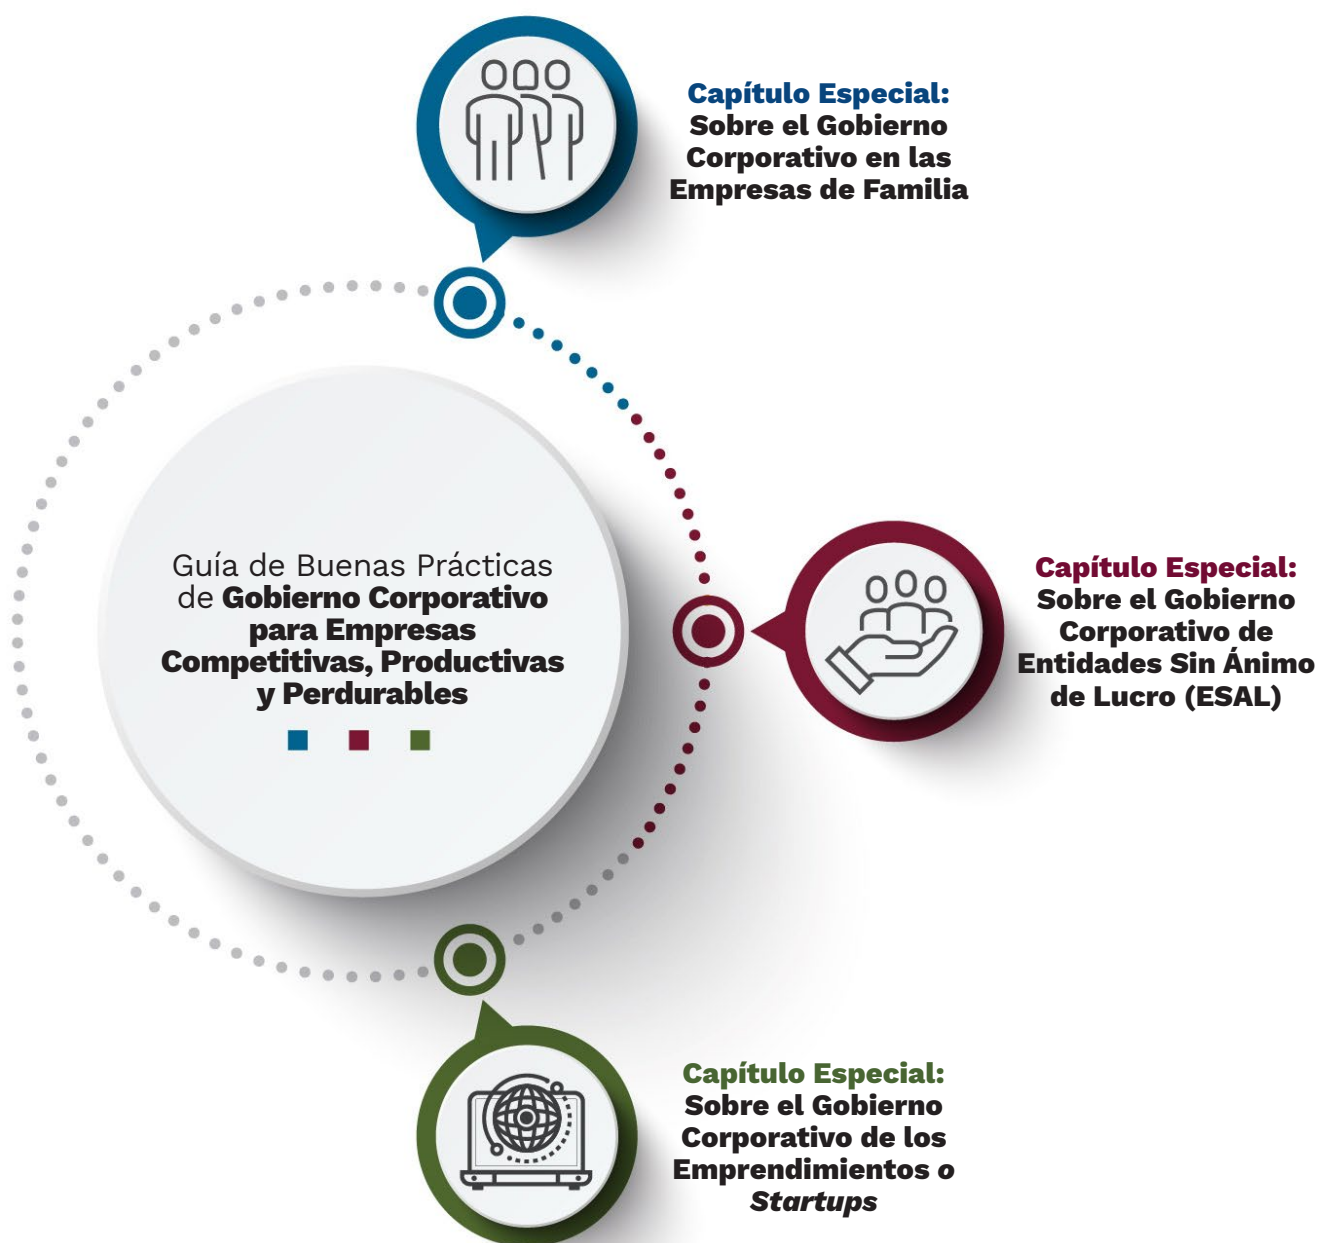 Capítulo Especial:
Sobre el Gobierno
Corporativo en las
Empresas de Familia
Guía de Buenas Prácticas
de Gobierno Corporativo
para Empresas
Competitivas, Productivas
y Perdurables
Capítulo Especial:
Sobre el Gobierno
Corporativo de
Entidades Sin Ánimo
de Lucro (ESAL)
Capítulo Especial:
Sobre el Gobierno
Corporativo de los
Emprendimientos o
Startups